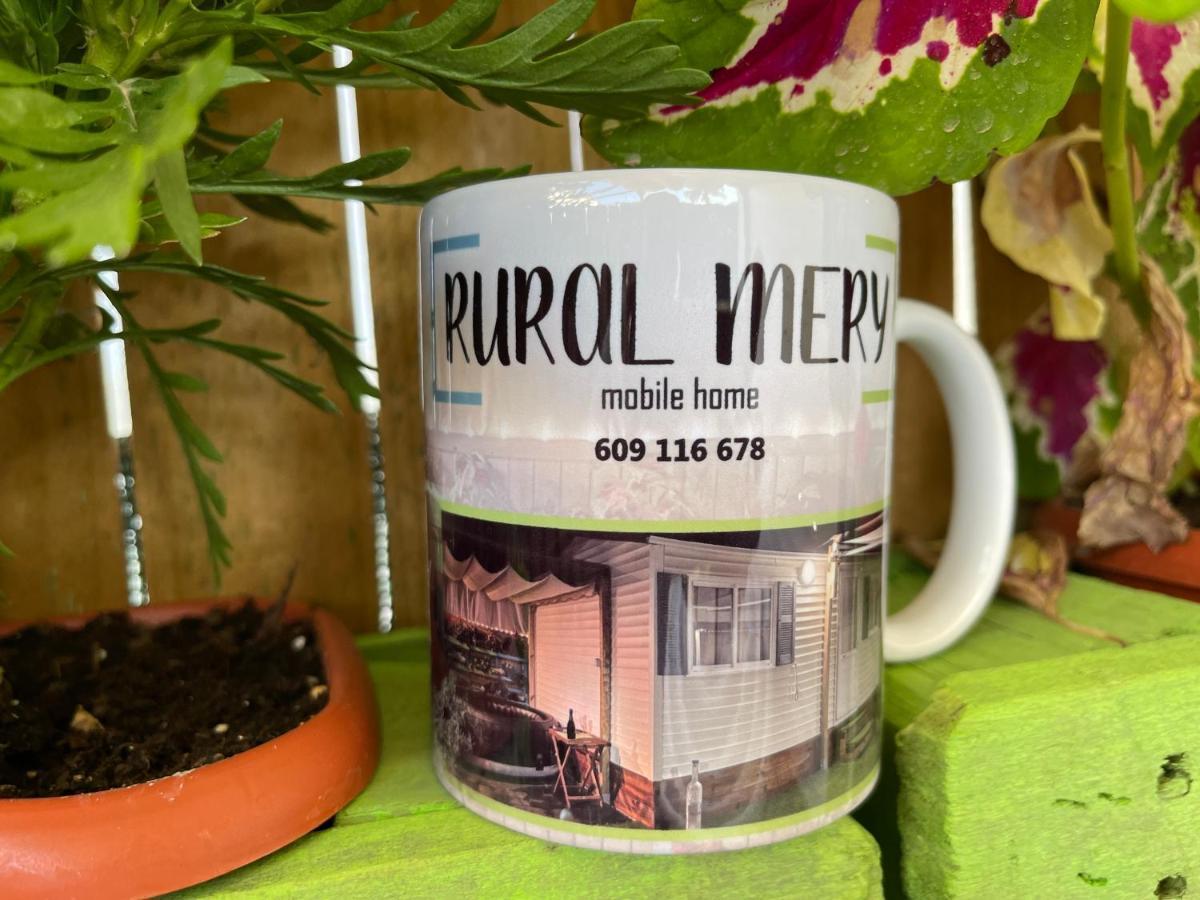 RURAL MERY
mobile home
609 116 678